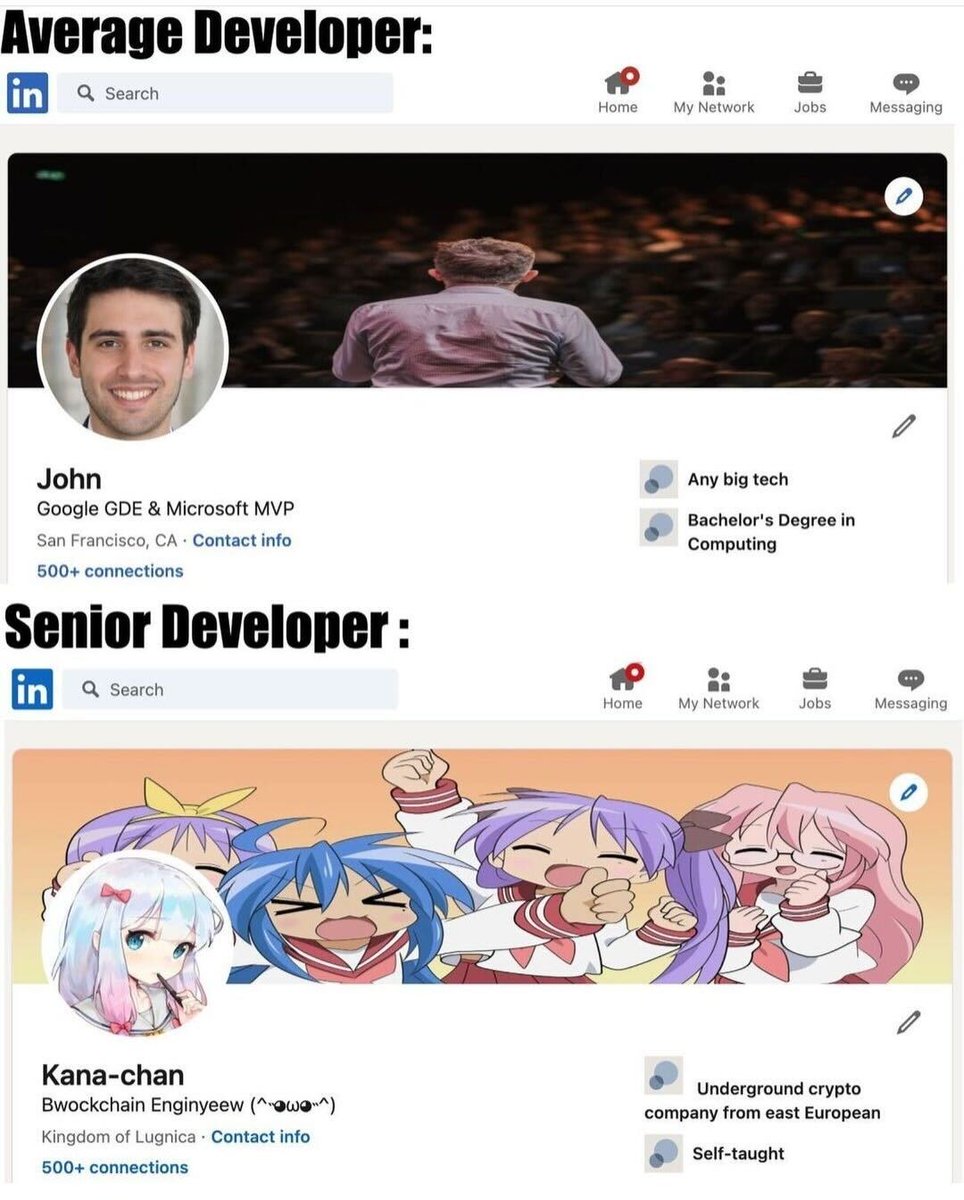 Average Developer:
in Search Home My Network Jobs Messaging
John
Google GDE & Microsoft MVP
San Francisco, CA · Contact info
500+ connections
Any big tech
Bachelor's Degree in
Computing
Senior Developer :
in Search Home My Network Jobs Messaging
Kana-chan
Bwockchain Enginyeew (^˵◕ω◕˵^)
Kingdom of Lugnica · Contact info
500+ connections
Underground crypto
company from east European
Self-taught